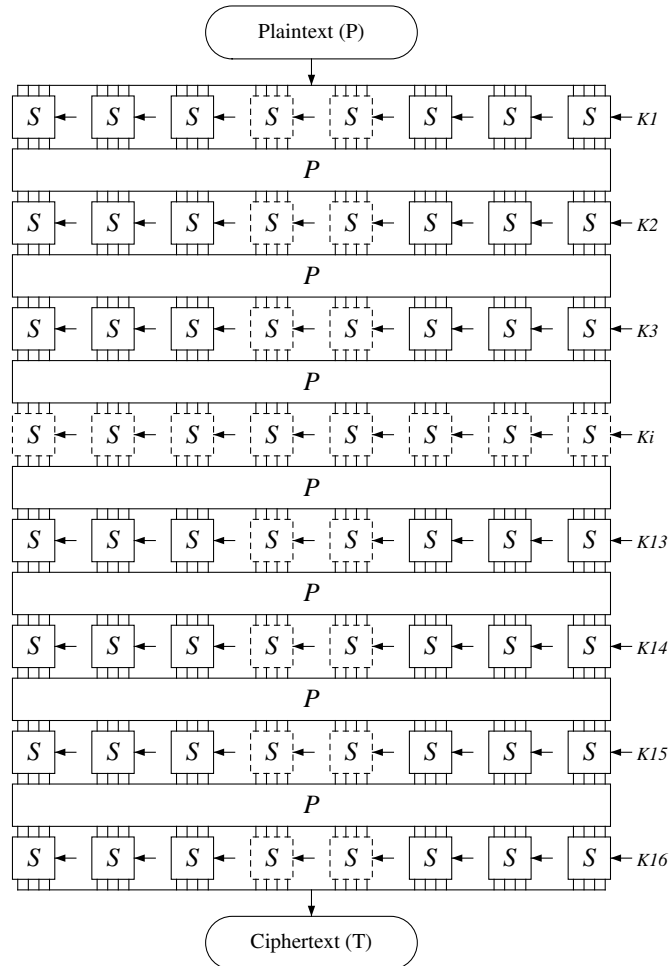 Plaintext (P)
S S S S S S S S K1
P
S S S S S S S S K2
P
S S S S S S S S K3
P
S S S S S S S S Ki
P
S S S S S S S S K13
P
S S S S S S S S K14
P
S S S S S S S S K15
P
S S S S S S S S K16
Ciphertext (T)